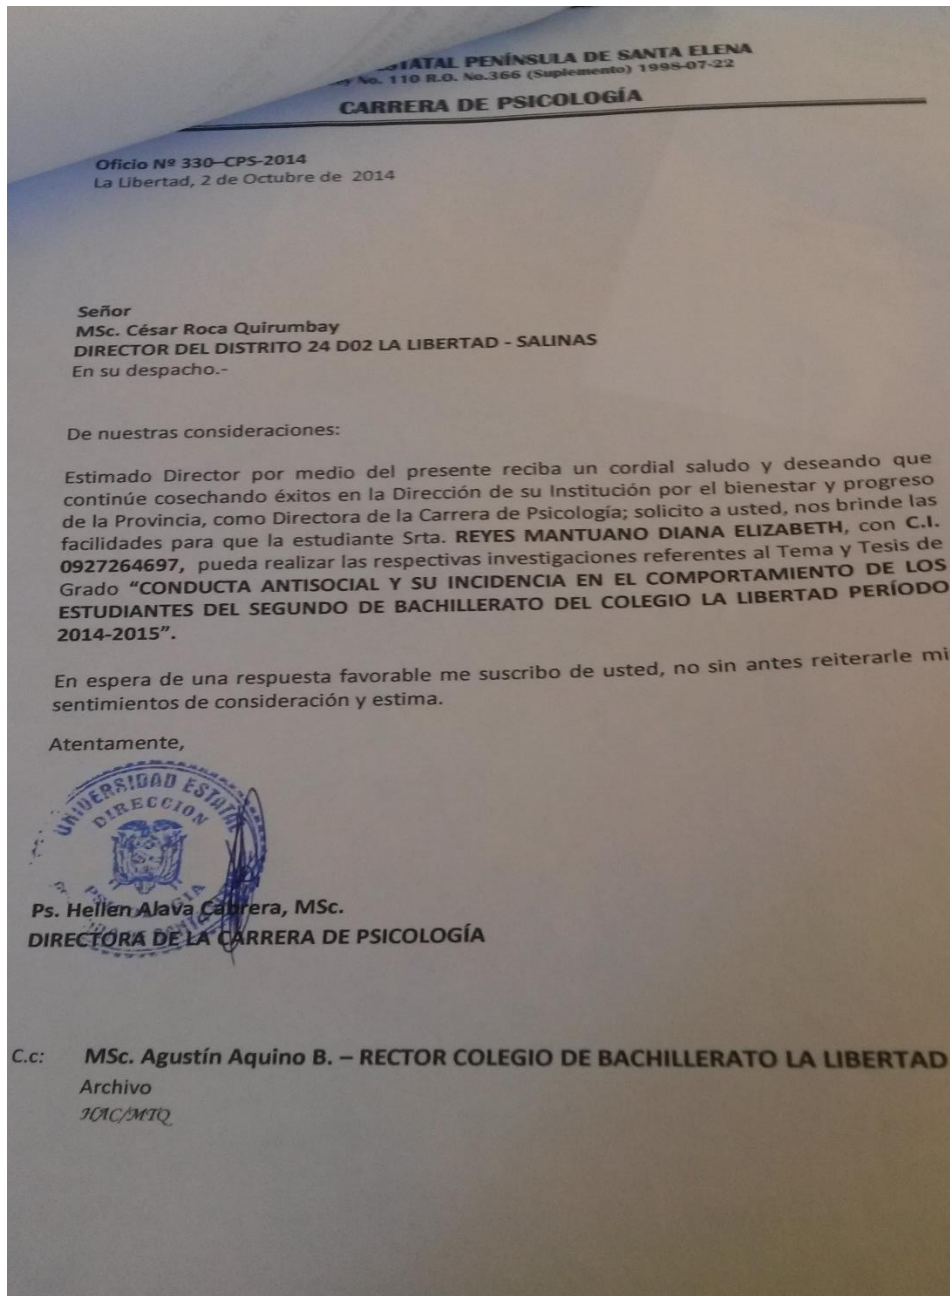 ESTATAL PENÍNSULA DE SANTA ELENA
No. 110 R.O. No.366 (Suplemento) 1998-07-22
CARRERA DE PSICOLOGÍA
Oficio Nº 330–CPS-2014
La Libertad, 2 de Octubre de 2014
Señor
MSc. César Roca Quirumbay
DIRECTOR DEL DISTRITO 24 D02 LA LIBERTAD - SALINAS
En su despacho.-
De nuestras consideraciones:
Estimado Director por medio del presente reciba un cordial saludo y deseando que
continúe cosechando éxitos en la Dirección de su Institución por el bienestar y progreso
de la Provincia, como Directora de la Carrera de Psicología; solicito a usted, nos brinde las
facilidades para que la estudiante Srta. REYES MANTUANO DIANA ELIZABETH, con C.I.
0927264697, pueda realizar las respectivas investigaciones referentes al Tema y Tesis de
Grado “CONDUCTA ANTISOCIAL Y SU INCIDENCIA EN EL COMPORTAMIENTO DE LOS
ESTUDIANTES DEL SEGUNDO DE BACHILLERATO DEL COLEGIO LA LIBERTAD PERÍODO
2014-2015”.
En espera de una respuesta favorable me suscribo de usted, no sin antes reiterarle mi
sentimientos de consideración y estima.
Atentamente,
UNIVERSIDAD ESTATAL
DIRECCION
PSICOLOGIA
Ps. Hellen Alava Cabrera, MSc.
DIRECTORA DE LA CARRERA DE PSICOLOGÍA
C.c: MSc. Agustín Aquino B. – RECTOR COLEGIO DE BACHILLERATO LA LIBERTAD
Archivo
HAC/MTQ